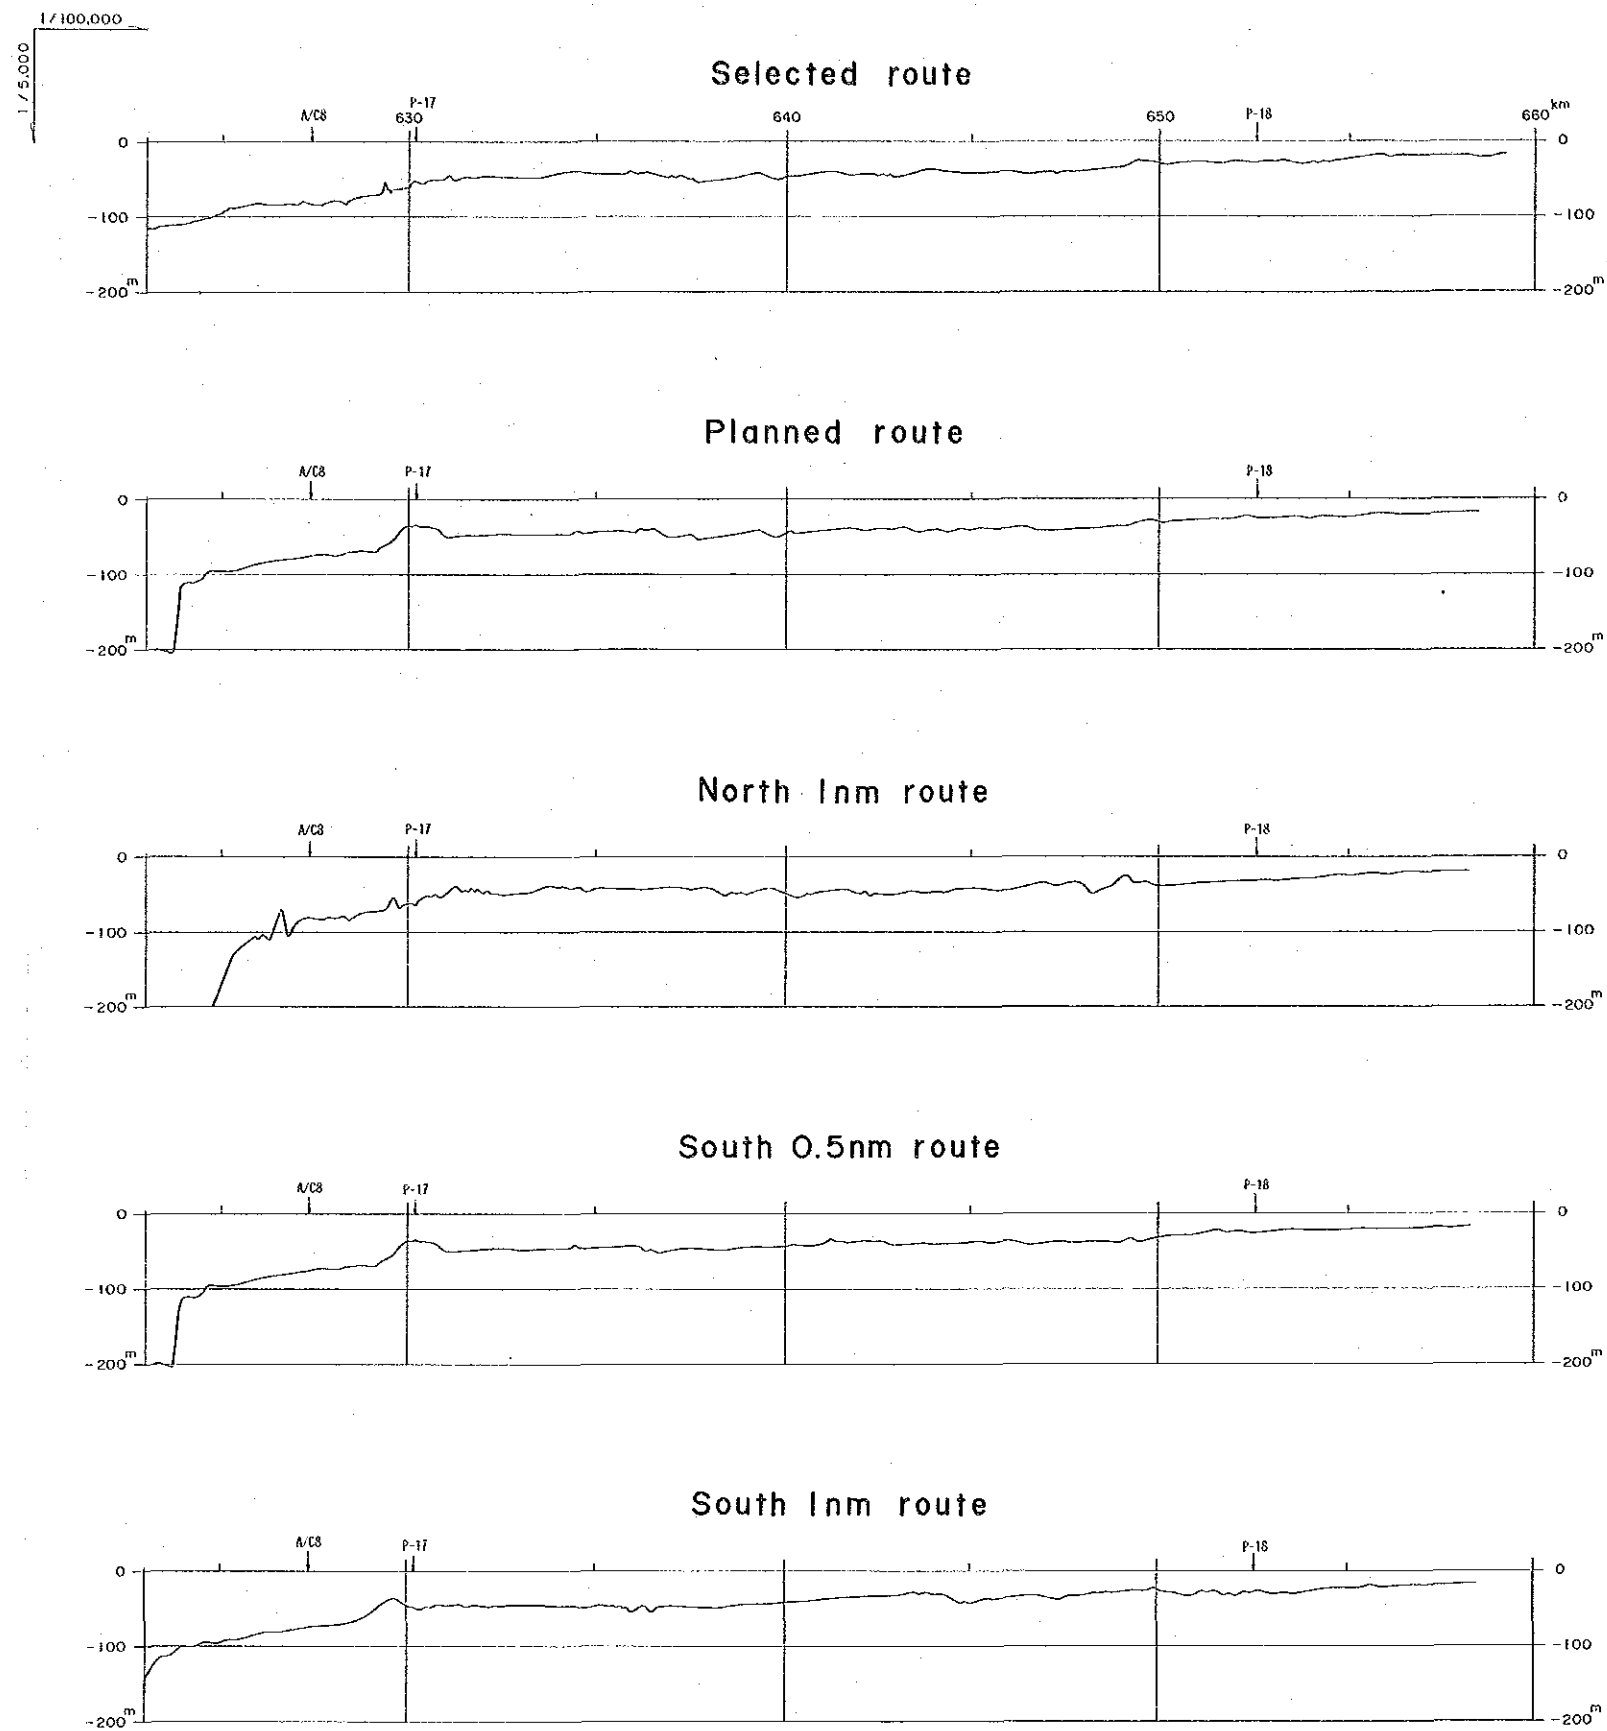 1/100,000
1/5,000
Selected route
A/C8 P-17 630 640 650 P-18 660 km
0 0
-100 -100
-200 m -200 m
Planned route
A/C8 P-17 P-18
0 0
-100 -100
-200 m -200 m
North 1nm route
A/C8 P-17 P-18
0 0
-100 -100
-200 m -200 m
South 0.5nm route
A/C8 P-17 P-18
0 0
-100 -100
-200 m -200 m
South 1nm route
A/C8 P-17 P-18
0 0
-100 -100
-200 m -200 m